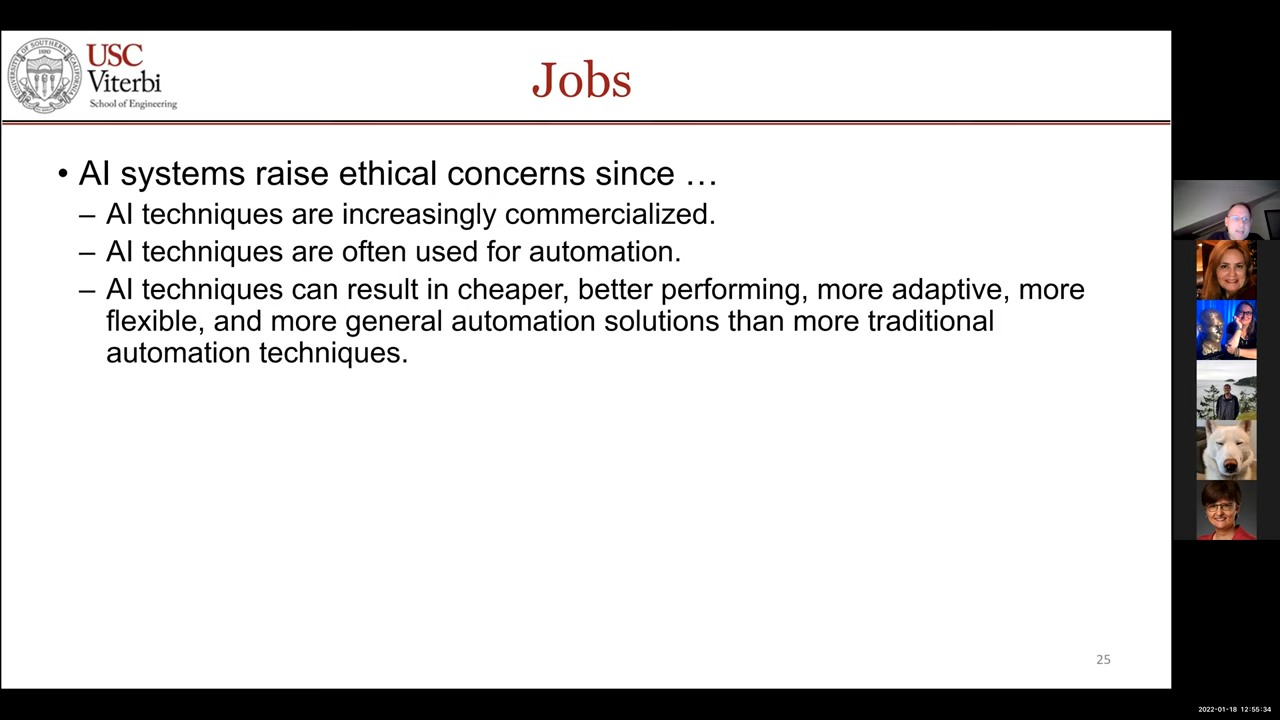 USC
Viterbi
School of Engineering
Jobs
• AI systems raise ethical concerns since …
– AI techniques are increasingly commercialized.
– AI techniques are often used for automation.
– AI techniques can result in cheaper, better performing, more adaptive, more
flexible, and more general automation solutions than more traditional
automation techniques.
25
2022-01-18 12:55:34